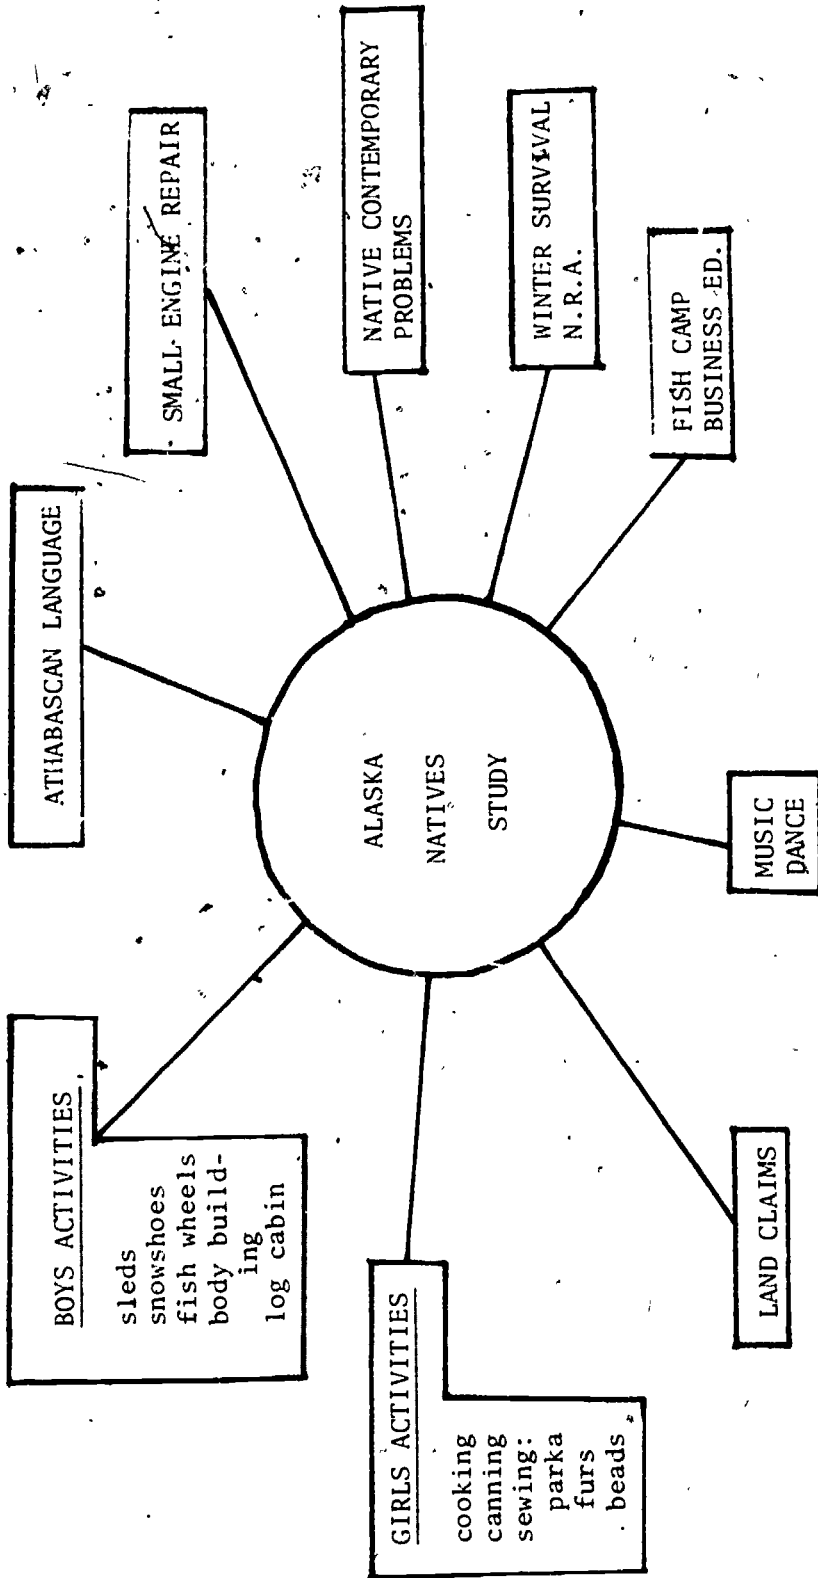 BOYS ACTIVITIES
sleds
snowshoes
fish wheels
body build-
ing
log cabin
ATHABASCAN LANGUAGE
SMALL ENGINE REPAIR
NATIVE CONTEMPORARY
PROBLEMS
WINTER SURVIVAL
N.R.A.
FISH CAMP
BUSINESS ED.
MUSIC
DANCE
LAND CLAIMS
GIRLS ACTIVITIES
cooking
canning
sewing:
parka
furs
beads
ALASKA
NATIVES
STUDY